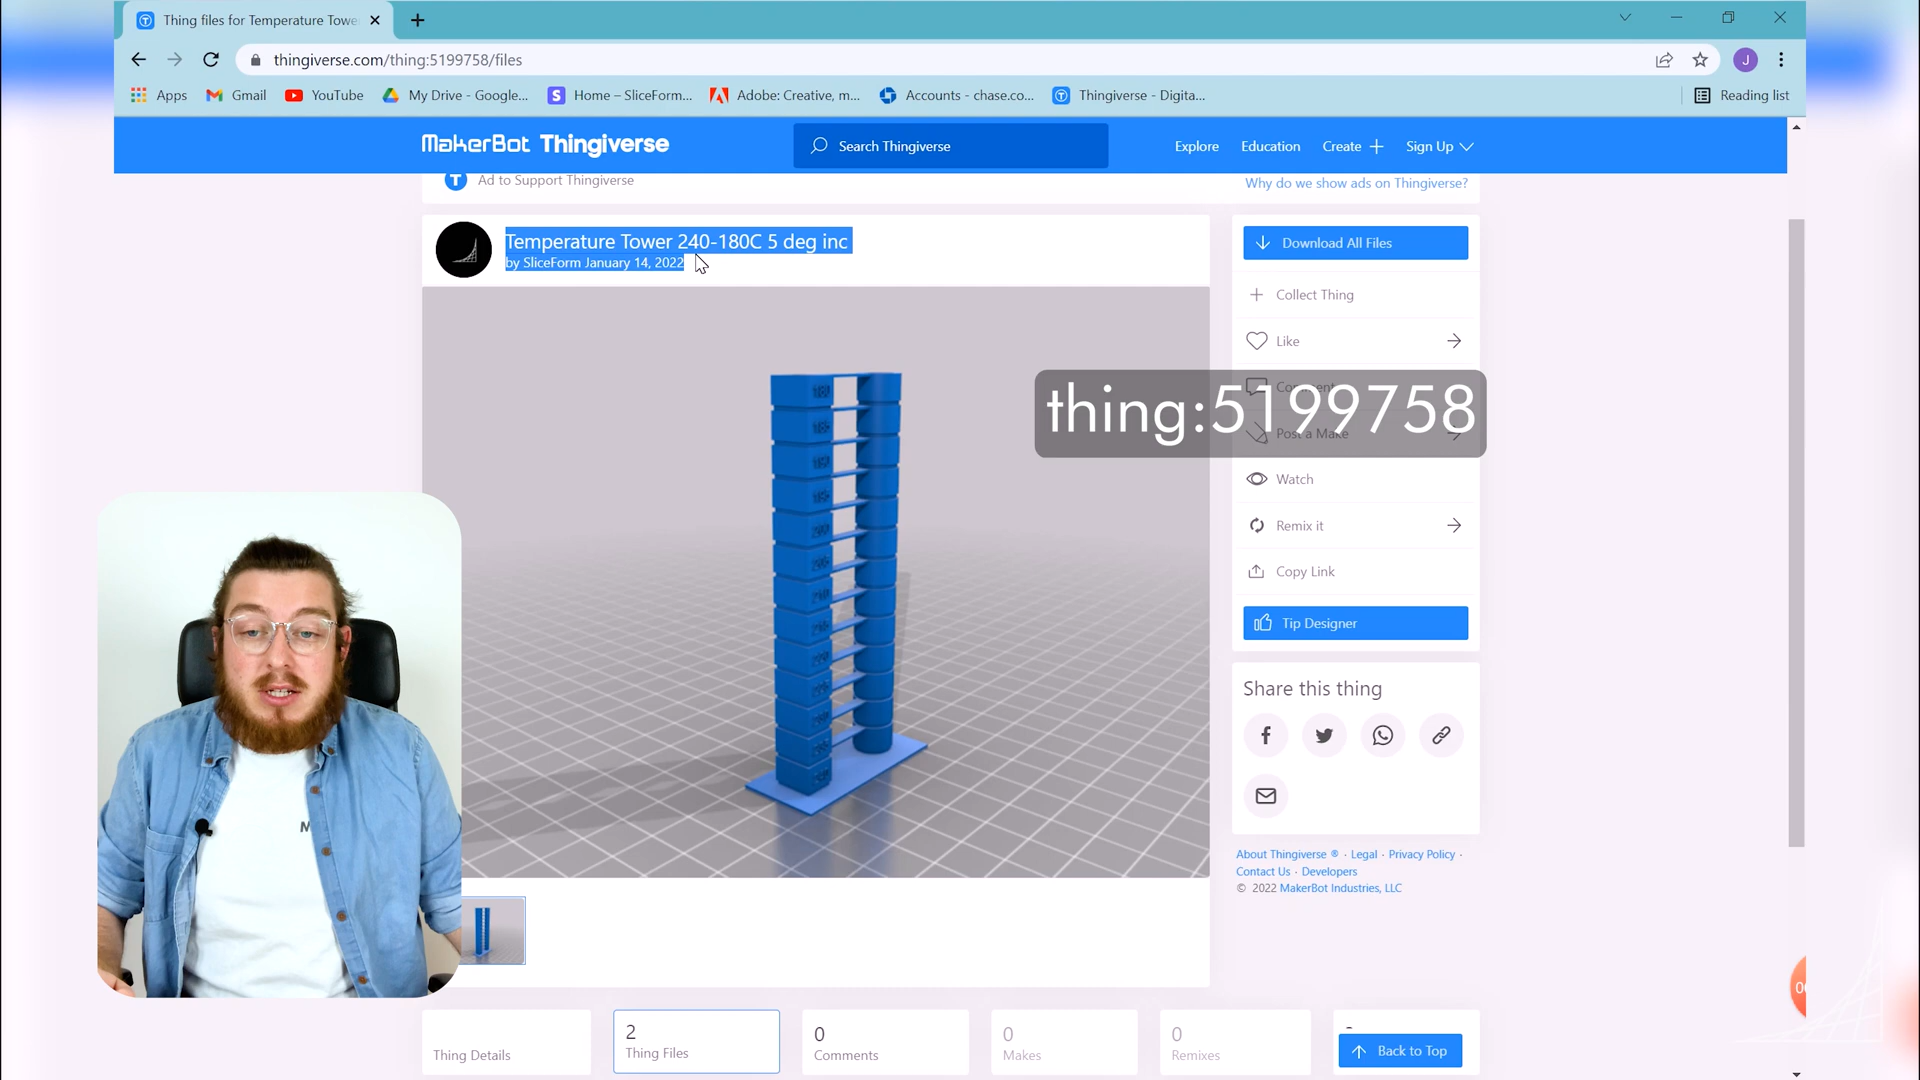 Thing files for Temperature Towe
thingiverse.com/thing:5199758/files
J
Apps
Gmail
YouTube
My Drive - Google...
Home – SliceForm...
Adobe: Creative, m...
Accounts - chase.co...
Thingiverse - Digita...
Reading list
MakerBot Thingiverse
Search Thingiverse
Explore
Education
Create
Sign Up
Ad to Support Thingiverse
Why do we show ads on Thingiverse?
Temperature Tower 240-180C 5 deg inc
by SliceForm January 14, 2022
Download All Files
Collect Thing
Like
Comment
thing:5199758
Post a Make
Watch
Remix it
Copy Link
Tip Designer
Share this thing
About Thingiverse ® · Legal · Privacy Policy ·
Contact Us · Developers
© 2022 MakerBot Industries, LLC
Thing Details
2
Thing Files
0
Comments
0
Makes
0
Remixes
-
Back to Top